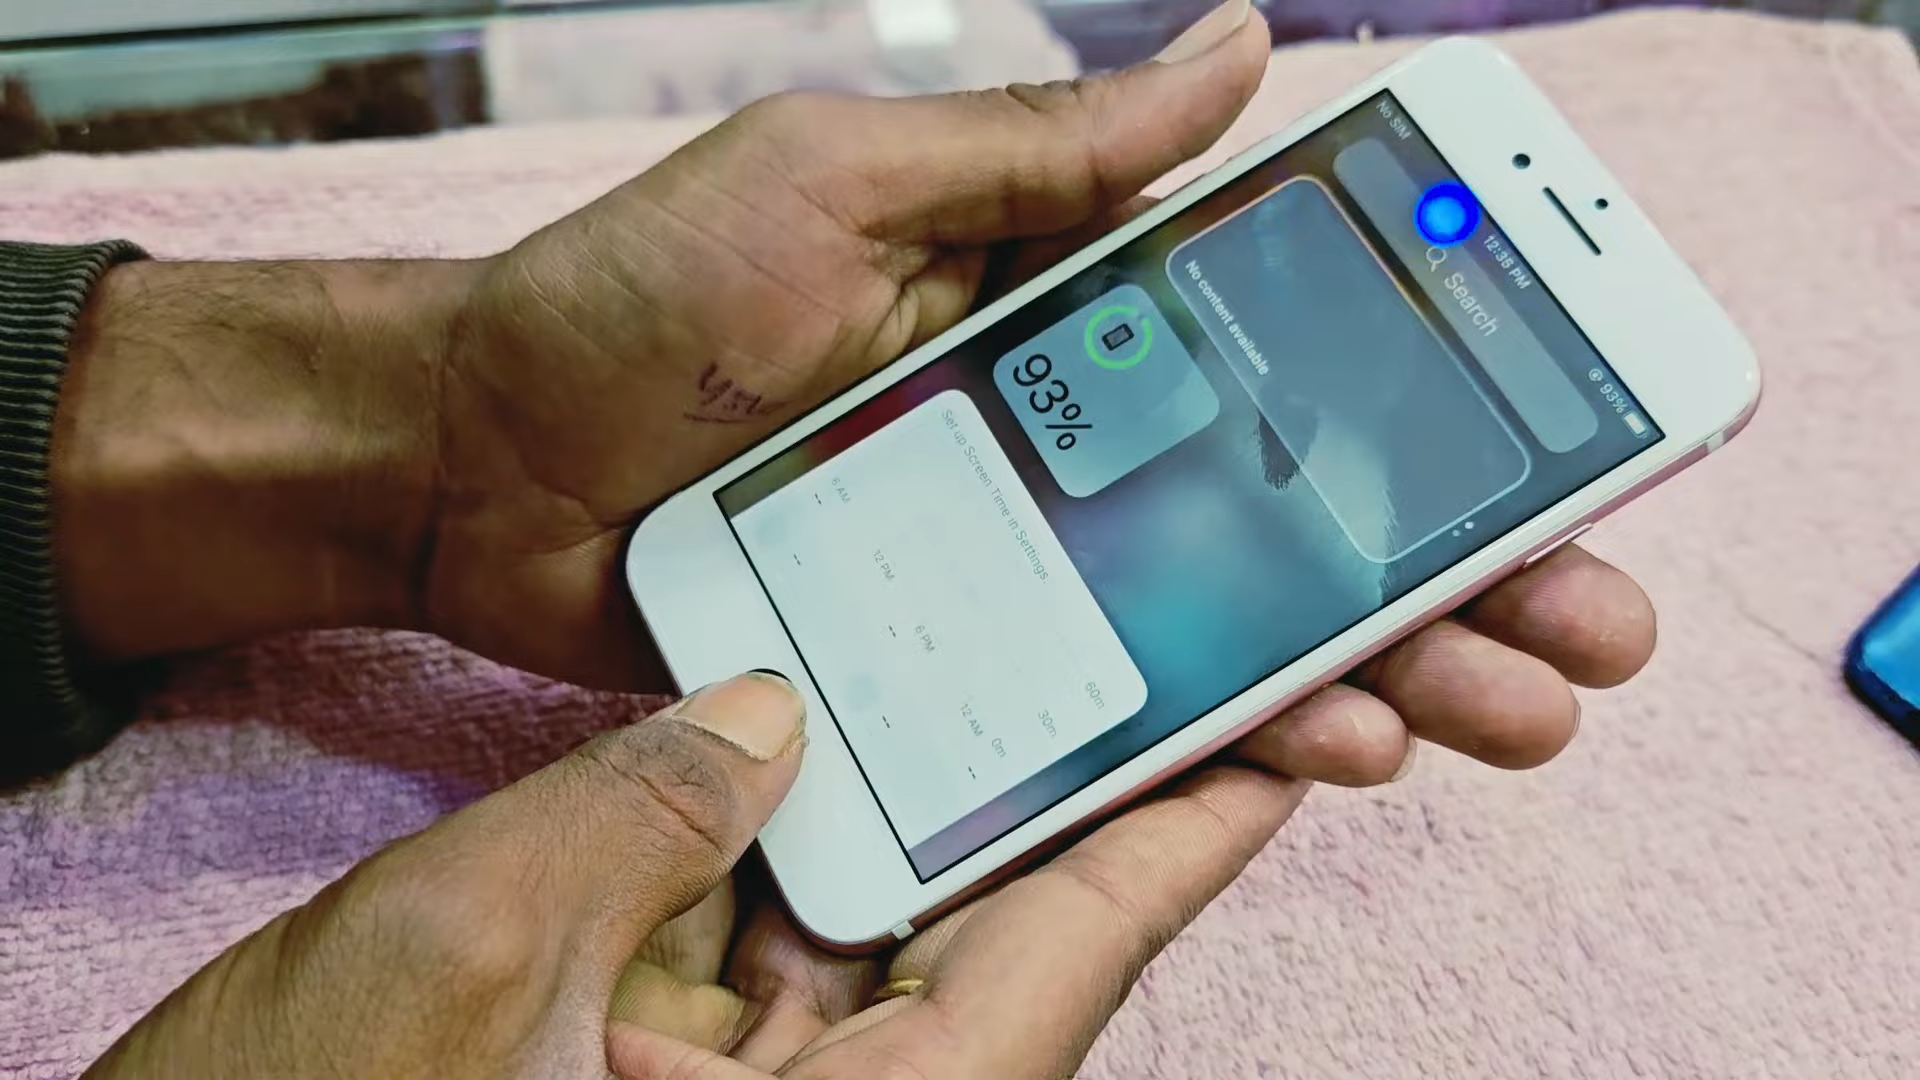 No SIM
12:35 PM
93%
Search
No content available
93%
Set up Screen Time in Settings.
60m
30m
0m
6 AM
12 PM
6 PM
12 AM
--
--
--
--
--